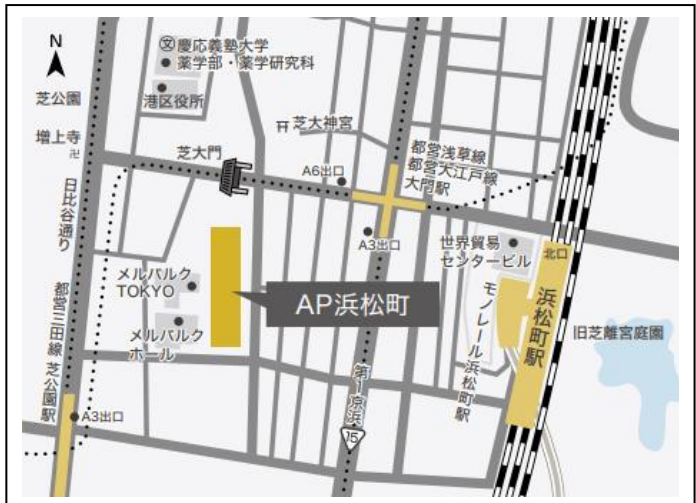 N
文 慶応義塾大学
薬学部・薬学研究科
港区役所
芝公園
増上寺
卍
芝大神宮
芝大門
A6出口
都営浅草線
都営大江戸線
大門駅
日比谷通り
A3出口
世界貿易
センタービル
北口
メルパルク
TOKYO
AP浜松町
モノレール浜松町駅
浜松町駅
旧芝離宮庭園
メルパルク
ホール
都営三田線 芝公園駅
第1京浜
15
A3出口